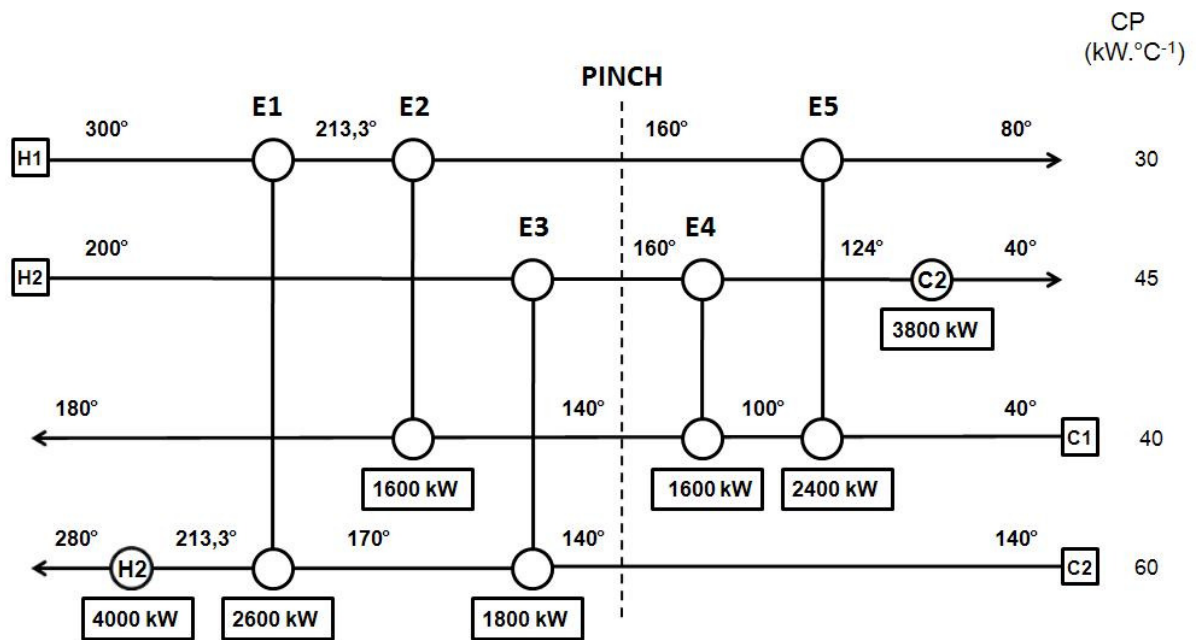 CP
(kW.°C⁻¹)
PINCH
E1 E2 E5
300° 213,3° 160° 80°
H1 30
E3 E4
200° 160° 124° 40°
H2 C2 45
3800 kW
180° 140° 100° 40°
C1 40
1600 kW 1600 kW 2400 kW
280° 213,3° 170° 140° 140°
H2 C2 60
4000 kW 2600 kW 1800 kW